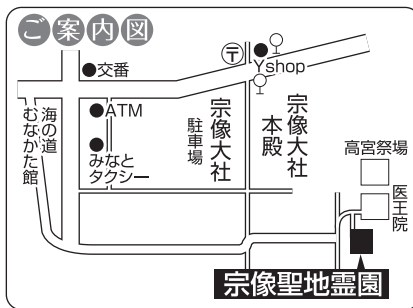 ご案内図
〒
Yshop
●交番
●ATM
●みなと
タクシー
海の道
むなかた館
宗像大社
駐車場
宗像大社
本殿
高宮祭場
医王院
宗像聖地霊園